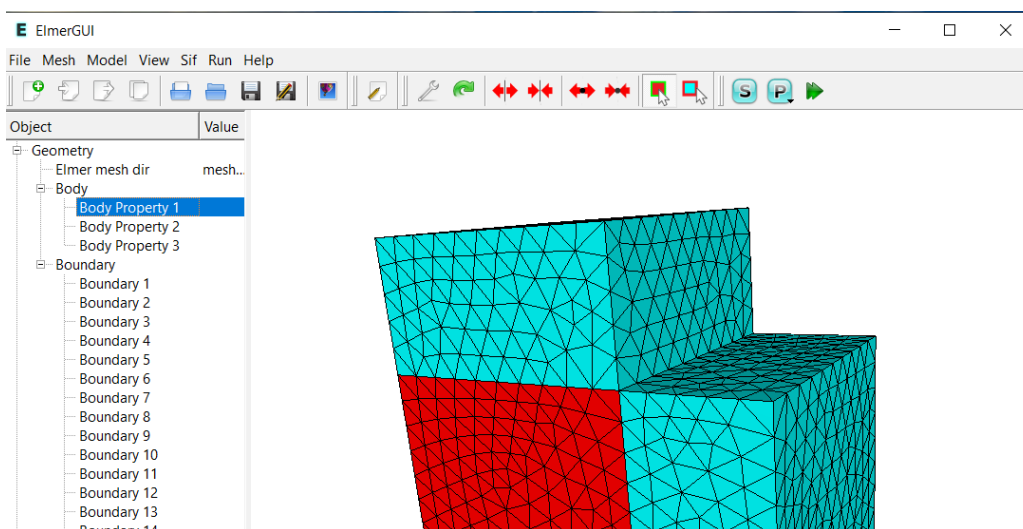 E ElmerGUI
File Mesh Model View Sif Run Help
S P
Object Value
Geometry
Elmer mesh dir mesh...
Body
Body Property 1
Body Property 2
Body Property 3
Boundary
Boundary 1
Boundary 2
Boundary 3
Boundary 4
Boundary 5
Boundary 6
Boundary 7
Boundary 8
Boundary 9
Boundary 10
Boundary 11
Boundary 12
Boundary 13
Boundary 14